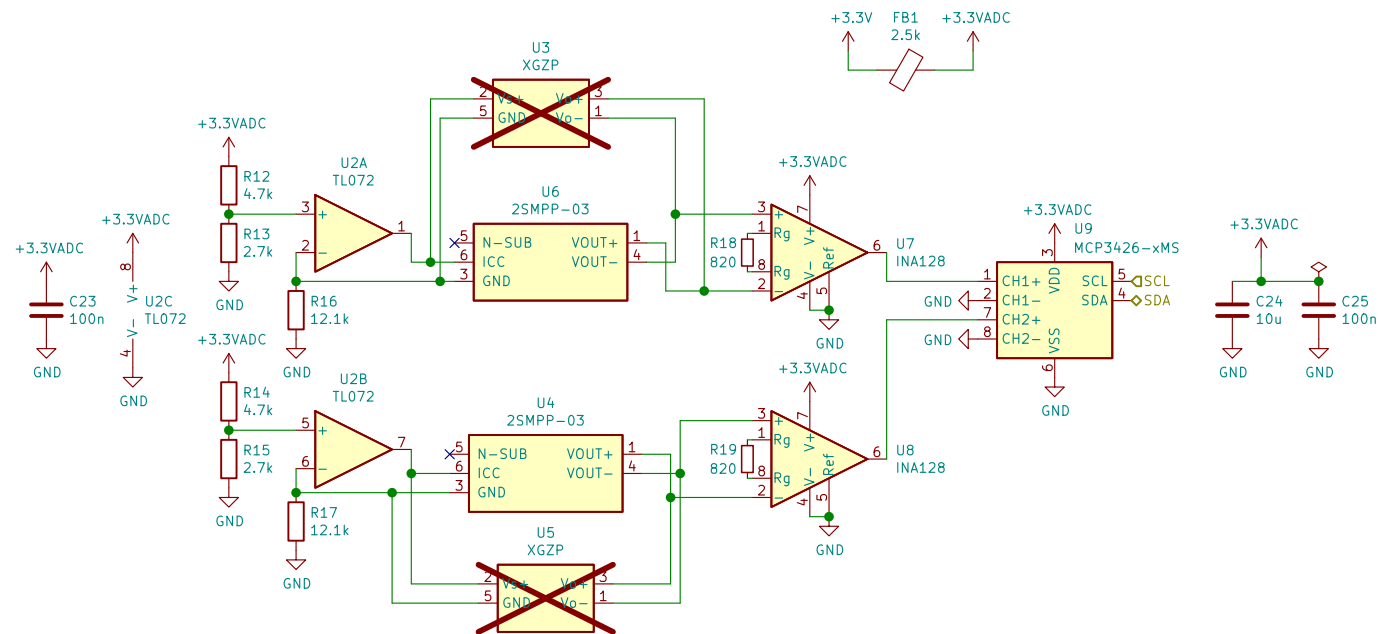 +3.3V
FB1
2.5k
+3.3VADC
U3
XGZP
2
Vs+
5
GND
Vo+
3
Vo-
1
+3.3VADC
R12
4.7k
R13
2.7k
GND
U2A
TL072
3
+
2
-
1
R16
12.1k
GND
U6
2SMPP-03
5
N-SUB
6
ICC
3
GND
VOUT+
1
VOUT-
4
+3.3VADC
R18
820
3
+
1
Rg
8
Rg
2
-
7
V+
V-
4
Ref
5
6
U7
INA128
GND
+3.3VADC
U9
MCP3426-xMS
3
VDD
1
CH1+
2
CH1-
7
CH2+
8
CH2-
GND
GND
SCL
5
SCL
SDA
4
SDA
VSS
6
GND
+3.3VADC
C24
10u
GND
C25
100n
GND
+3.3VADC
C23
100n
GND
+3.3VADC
8
V+
U2C
TL072
V-
4
GND
+3.3VADC
R14
4.7k
R15
2.7k
GND
U2B
TL072
5
+
6
-
7
R17
12.1k
GND
U4
2SMPP-03
5
N-SUB
6
ICC
3
GND
VOUT+
1
VOUT-
4
U5
XGZP
2
Vs+
5
GND
Vo+
3
Vo-
1
+3.3VADC
R19
820
3
+
1
Rg
8
Rg
2
-
7
V+
V-
4
Ref
5
6
U8
INA128
GND